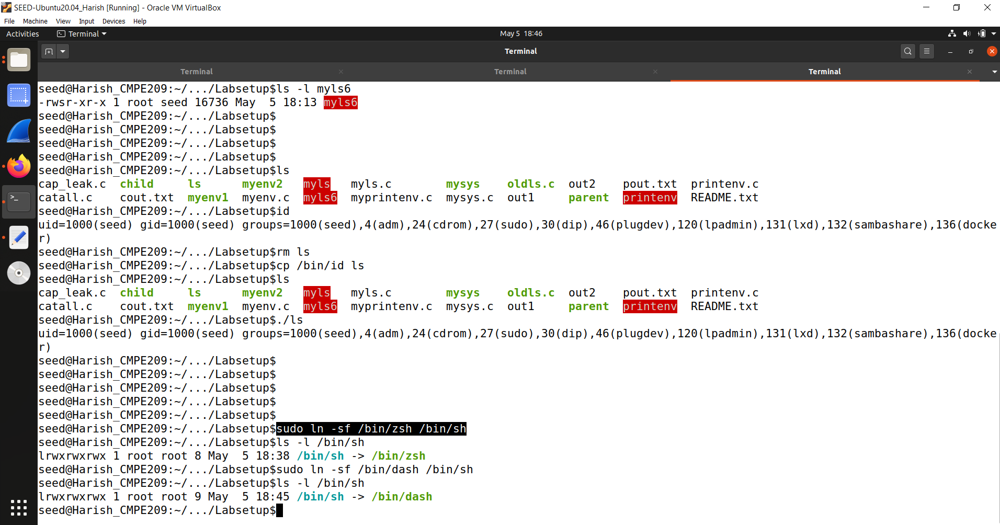 SEED-Ubuntu20.04_Harish [Running] - Oracle VM VirtualBox
File Machine View Input Devices Help
Activities Terminal May 5 18:46
Terminal
Terminal Terminal Terminal
seed@Harish_CMPE209:~/.../Labsetup$ls -l myls6
-rwsr-xr-x 1 root seed 16736 May  5 18:13 myls6
seed@Harish_CMPE209:~/.../Labsetup$
seed@Harish_CMPE209:~/.../Labsetup$
seed@Harish_CMPE209:~/.../Labsetup$
seed@Harish_CMPE209:~/.../Labsetup$
seed@Harish_CMPE209:~/.../Labsetup$ls
cap_leak.c  child     ls      myenv2   myls   myls.c        mysys    oldls.c  out2    pout.txt  printenv.c
catall.c    cout.txt  myenv1  myenv.c  myls6  myprintenv.c  mysys.c  out1     parent  printenv  README.txt
seed@Harish_CMPE209:~/.../Labsetup$id
uid=1000(seed) gid=1000(seed) groups=1000(seed),4(adm),24(cdrom),27(sudo),30(dip),46(plugdev),120(lpadmin),131(lxd),132(sambashare),136(docke
r)
seed@Harish_CMPE209:~/.../Labsetup$rm ls
seed@Harish_CMPE209:~/.../Labsetup$cp /bin/id ls
seed@Harish_CMPE209:~/.../Labsetup$ls
cap_leak.c  child     ls      myenv2   myls   myls.c        mysys    oldls.c  out2    pout.txt  printenv.c
catall.c    cout.txt  myenv1  myenv.c  myls6  myprintenv.c  mysys.c  out1     parent  printenv  README.txt
seed@Harish_CMPE209:~/.../Labsetup$./ls
uid=1000(seed) gid=1000(seed) groups=1000(seed),4(adm),24(cdrom),27(sudo),30(dip),46(plugdev),120(lpadmin),131(lxd),132(sambashare),136(docke
r)
seed@Harish_CMPE209:~/.../Labsetup$
seed@Harish_CMPE209:~/.../Labsetup$
seed@Harish_CMPE209:~/.../Labsetup$
seed@Harish_CMPE209:~/.../Labsetup$
seed@Harish_CMPE209:~/.../Labsetup$
seed@Harish_CMPE209:~/.../Labsetup$sudo ln -sf /bin/zsh /bin/sh
seed@Harish_CMPE209:~/.../Labsetup$ls -l /bin/sh
lrwxrwxrwx 1 root root 8 May  5 18:38 /bin/sh -> /bin/zsh
seed@Harish_CMPE209:~/.../Labsetup$sudo ln -sf /bin/dash /bin/sh
seed@Harish_CMPE209:~/.../Labsetup$ls -l /bin/sh
lrwxrwxrwx 1 root root 9 May  5 18:45 /bin/sh -> /bin/dash
seed@Harish_CMPE209:~/.../Labsetup$